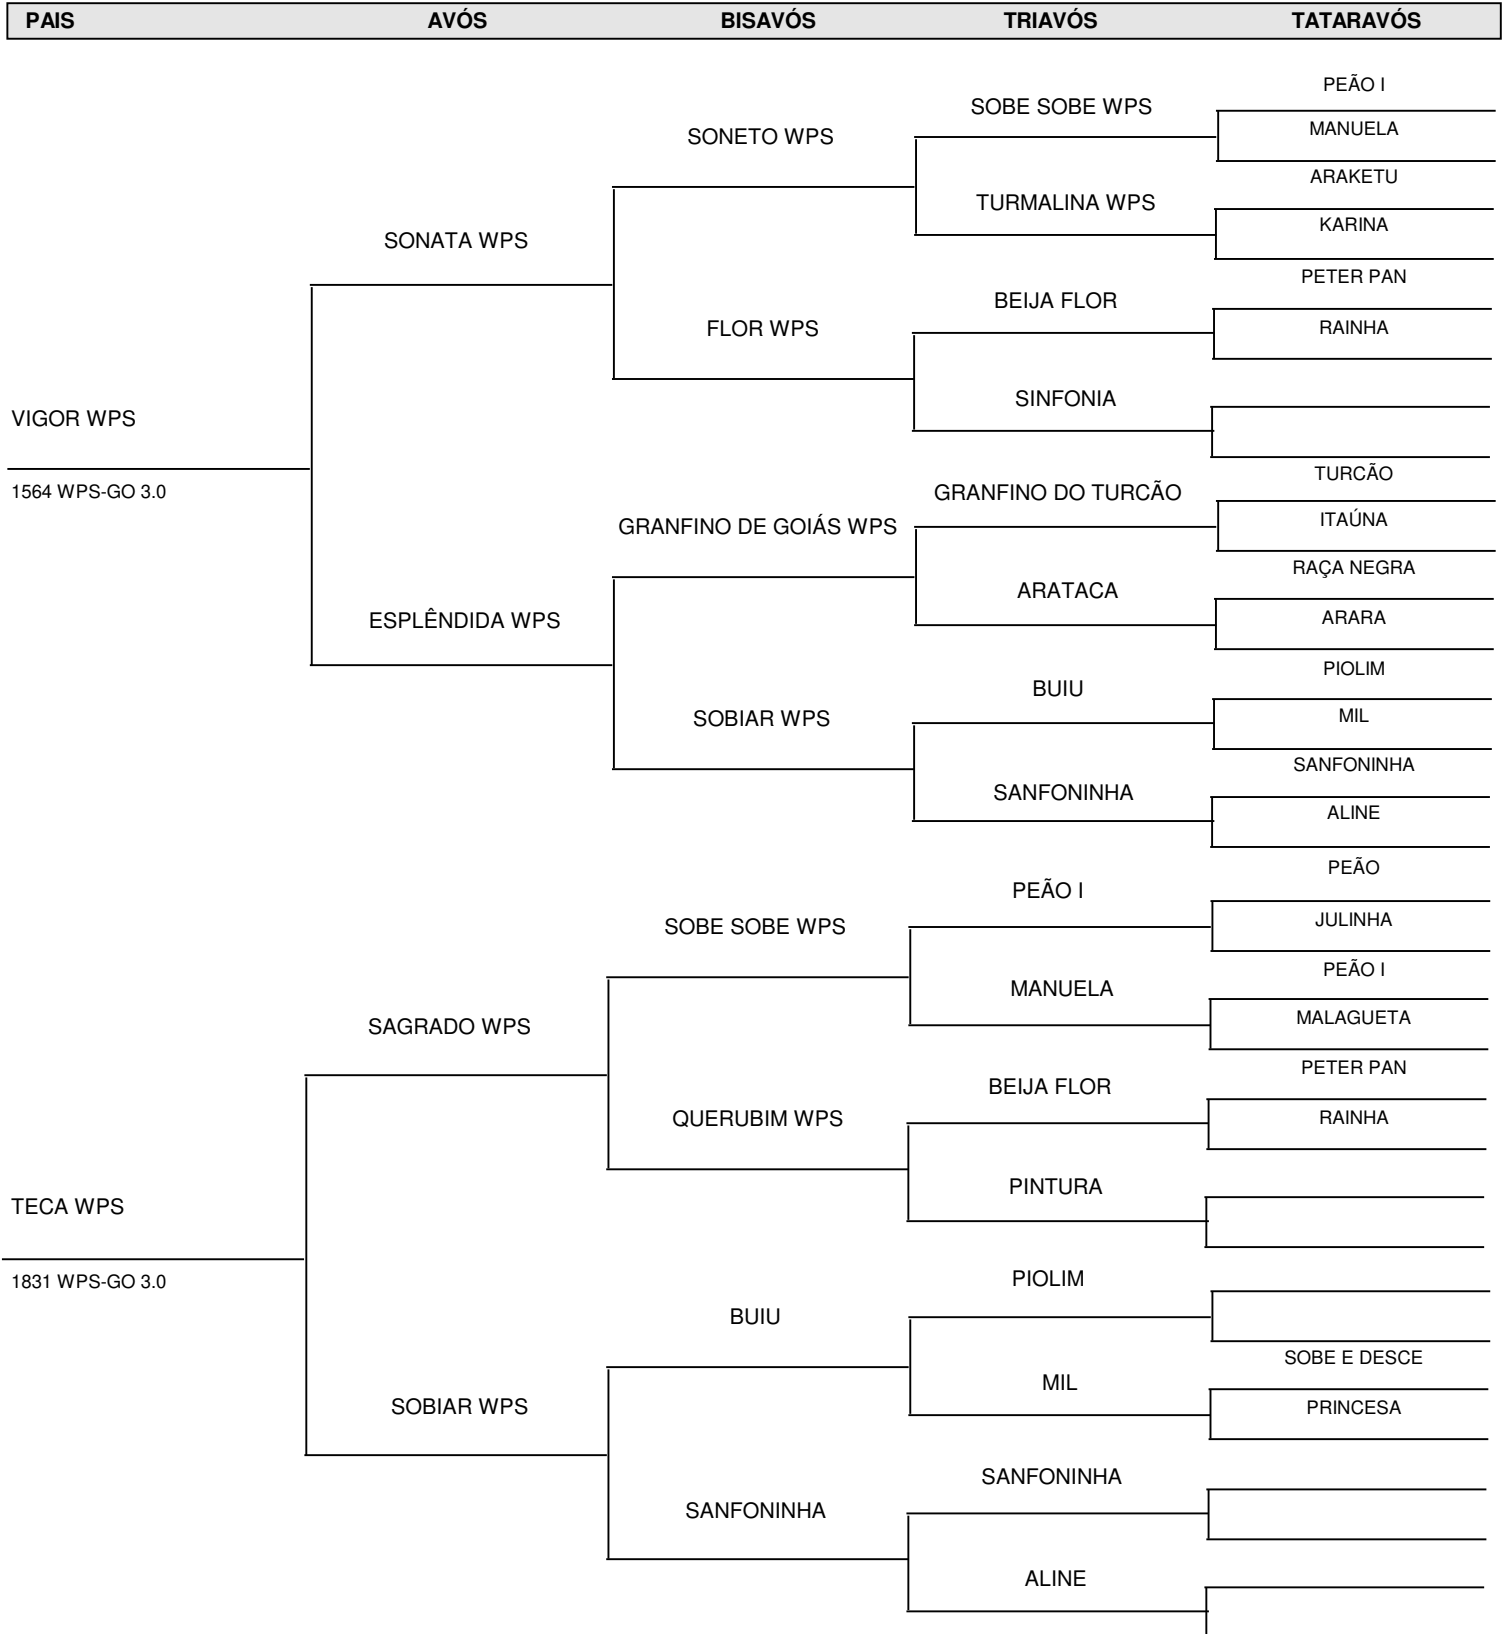 PAIS AVÓS BISAVÓS TRIAVÓS TATARAVÓS
PEÃO I
SOBE SOBE WPS
MANUELA
SONETO WPS
ARAKETU
TURMALINA WPS
KARINA
SONATA WPS
PETER PAN
BEIJA FLOR
RAINHA
FLOR WPS
SINFONIA
VIGOR WPS
TURCÃO
1564 WPS-GO 3.0
GRANFINO DO TURCÃO
ITAÚNA
GRANFINO DE GOIÁS WPS
RAÇA NEGRA
ARATACA
ARARA
ESPLÊNDIDA WPS
PIOLIM
BUIU
MIL
SOBIAR WPS
SANFONINHA
SANFONINHA
ALINE
PEÃO
PEÃO I
JULINHA
SOBE SOBE WPS
PEÃO I
MANUELA
MALAGUETA
SAGRADO WPS
PETER PAN
BEIJA FLOR
RAINHA
QUERUBIM WPS
PINTURA
TECA WPS
1831 WPS-GO 3.0
PIOLIM
BUIU
SOBE E DESCE
MIL
PRINCESA
SOBIAR WPS
SANFONINHA
SANFONINHA
ALINE